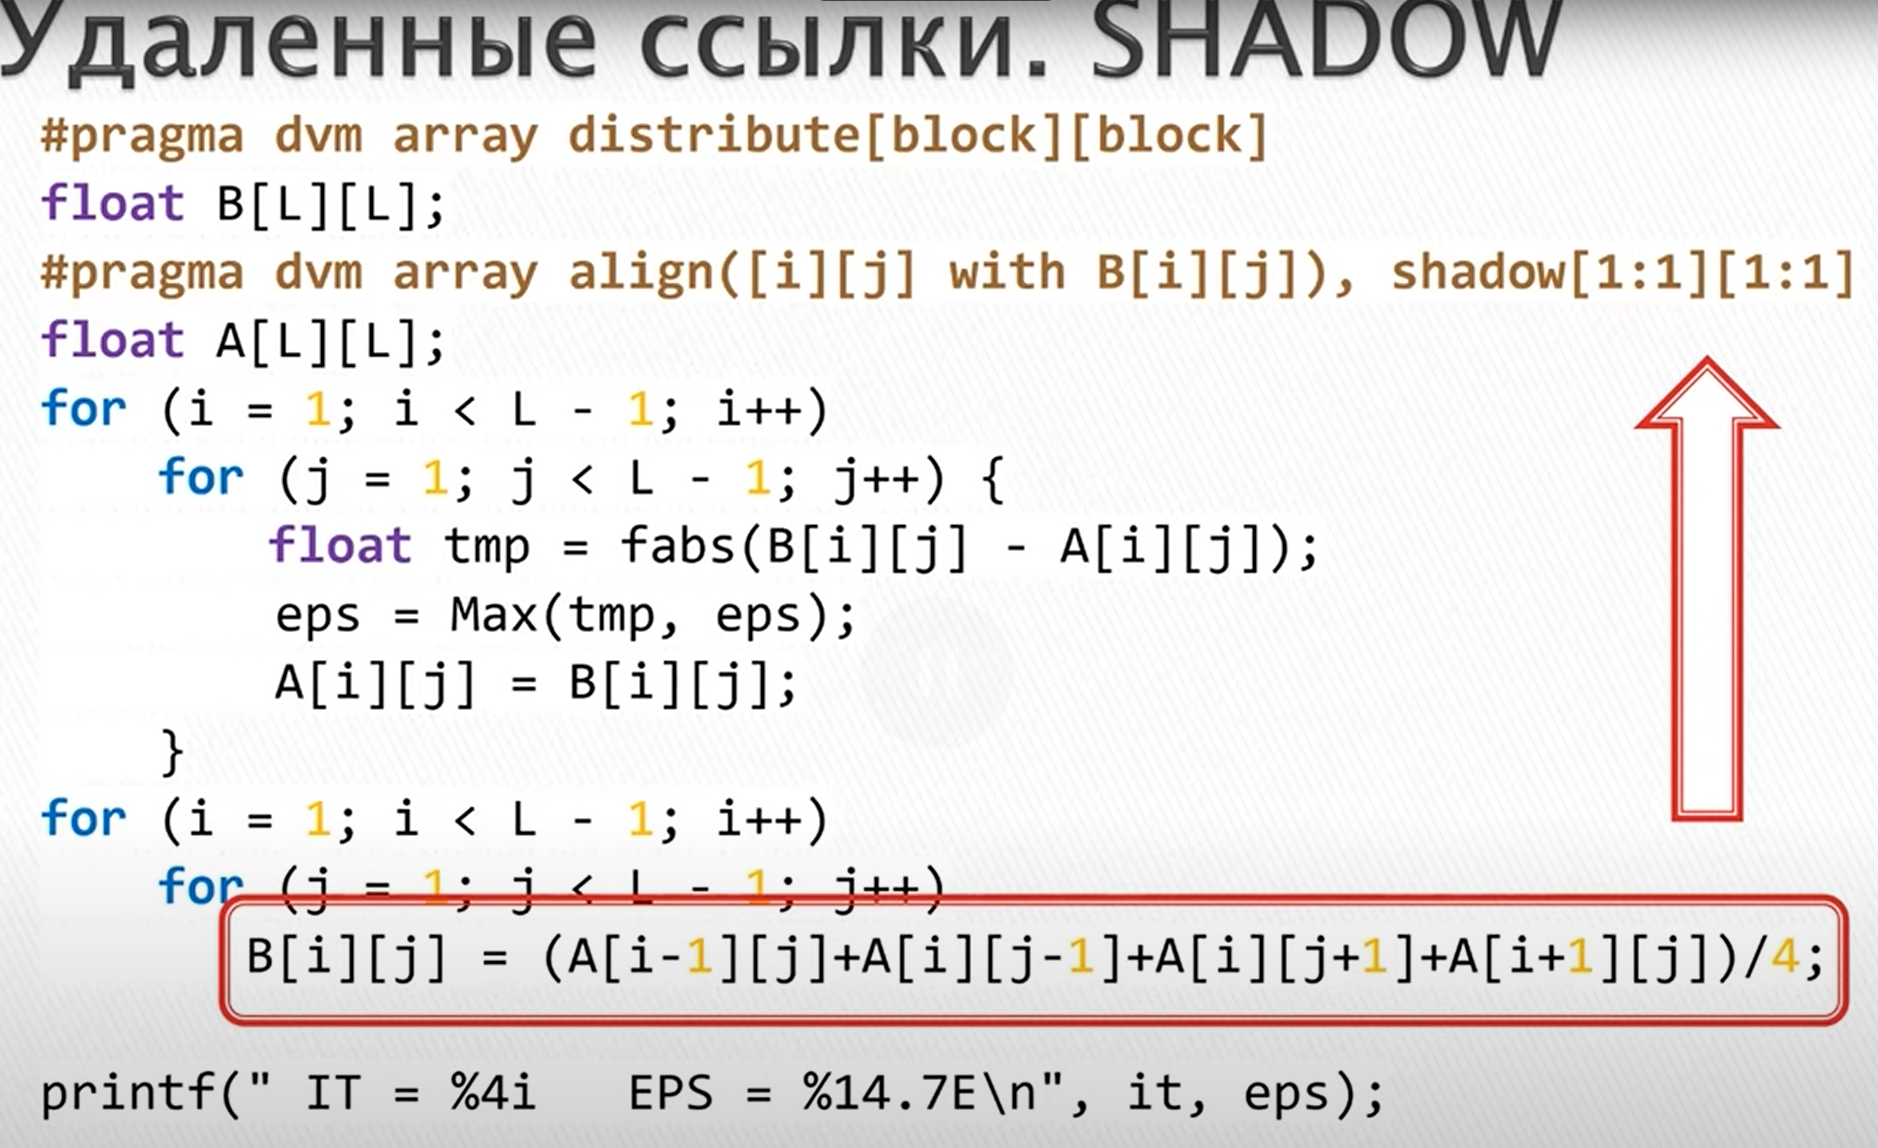 Удаленные ссылки. SHADOW
#pragma dvm array distribute[block][block]
float B[L][L];
#pragma dvm array align([i][j] with B[i][j]), shadow[1:1][1:1]
float A[L][L];
for (i = 1; i < L - 1; i++)
    for (j = 1; j < L - 1; j++) {
        float tmp = fabs(B[i][j] - A[i][j]);
        eps = Max(tmp, eps);
        A[i][j] = B[i][j];
    }
for (i = 1; i < L - 1; i++)
    for (j = 1; j < L - 1; j++)
        B[i][j] = (A[i-1][j]+A[i][j-1]+A[i][j+1]+A[i+1][j])/4;
printf(" IT = %4i   EPS = %14.7E\n", it, eps);